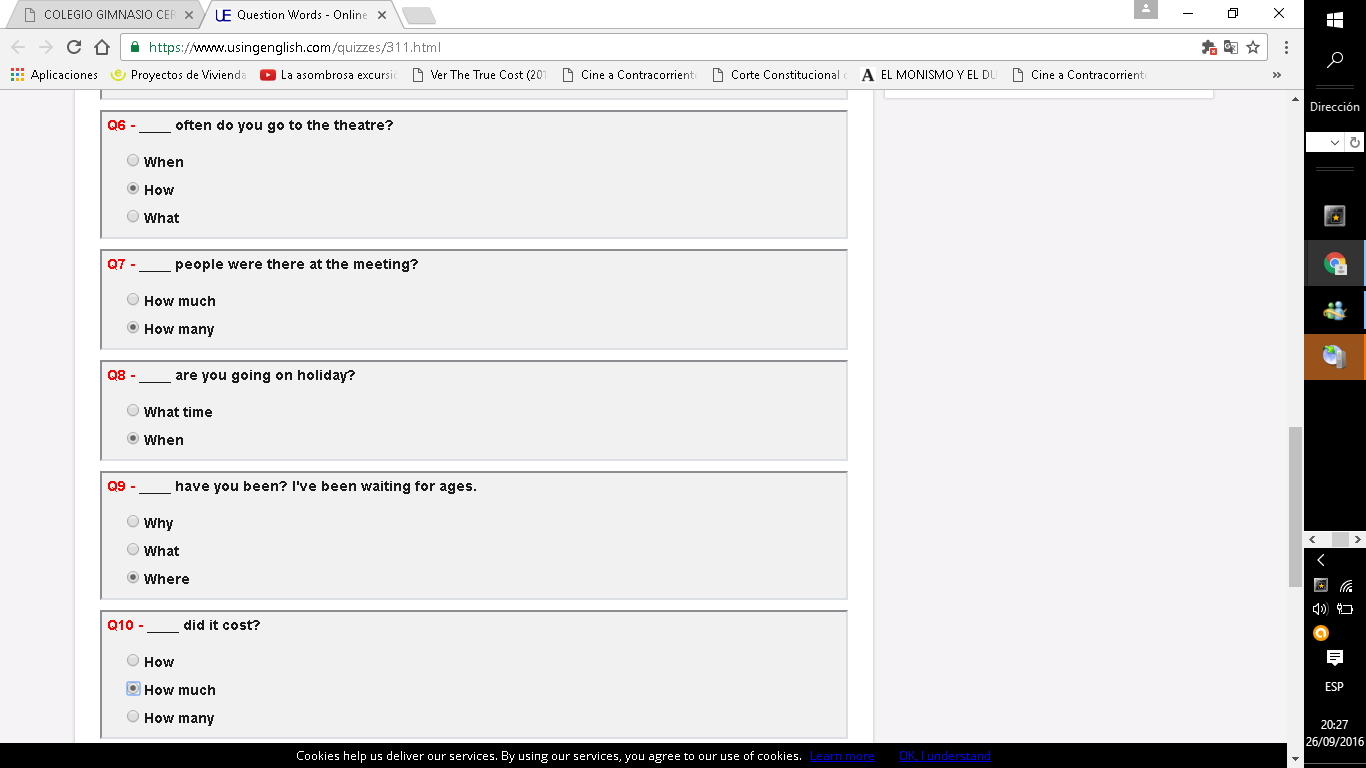 COLEGIO GIMNASIO CER
UE Question Words - Online
https://www.usingenglish.com/quizzes/311.html
Aplicaciones Proyectos de Vivienda La asombrosa excursi Ver The True Cost (201 Cine a Contracorrient Corte Constitucional A EL MONISMO Y EL DU Cine a Contracorrient »
Q6 - ____ often do you go to the theatre?
When
How
What
Q7 - ____ people were there at the meeting?
How much
How many
Q8 - ____ are you going on holiday?
What time
When
Q9 - ____ have you been? I've been waiting for ages.
Why
What
Where
Q10 - ____ did it cost?
How
How much
How many
Cookies help us deliver our services. By using our services, you agree to our use of cookies. Learn more OK, I understand
Dirección
ESP
20:27
26/09/2016